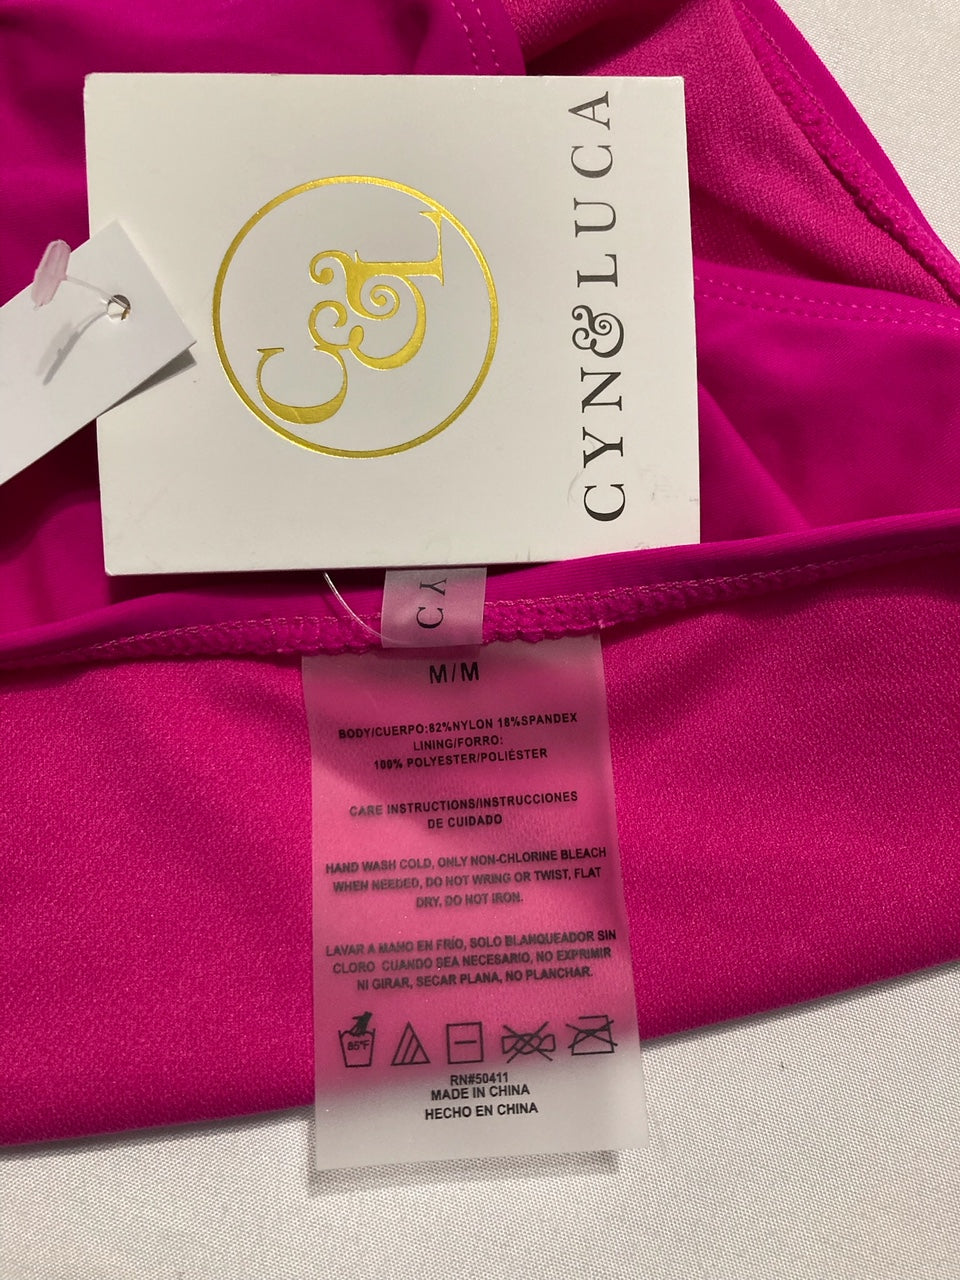 C&L
CYN&LUCA
CY
M/M
BODY/CUERPO:82%NYLON 18%SPANDEX
LINING/FORRO:
100% POLYESTER/POLIÉSTER
CARE INSTRUCTIONS/INSTRUCCIONES
DE CUIDADO
HAND WASH COLD, ONLY NON-CHLORINE BLEACH
WHEN NEEDED, DO NOT WRING OR TWIST, FLAT
DRY, DO NOT IRON.
LAVAR A MANO EN FRÍO, SOLO BLANQUEADOR SIN
CLORO CUANDO SEA NECESARIO, NO EXPRIMIR
NI GIRAR, SECAR PLANA, NO PLANCHAR.
85°F
RN#50411
MADE IN CHINA
HECHO EN CHINA